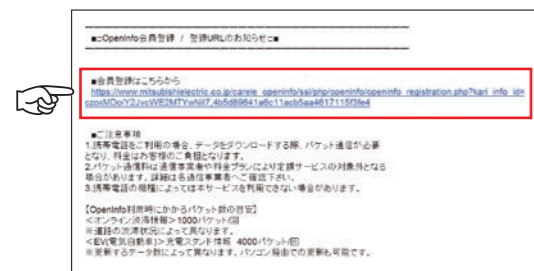 ■□OpenInfo会員登録 / 登録URLのお知らせ□■
■会員登録はこちらから
https://www.mitsubishielectric.co.jp/carele_openinfo/ssl/php/openinfo/openinfo_registration.php?kari_info_id=
czoxMDoiY2JvcWE2MTYwNiI7,4b5d89641a6c11acb5aa4617115f3fe4
■ご注意事項
1.携帯電話をご利用の場合、データをダウンロードする際、パケット通信が必要
となり、料金はお客様のご負担となります。
2.パケット通信料は通信事業者や料金プランにより定額サービスの対象外となる
場合があります。詳細は各通信事業者へご確認下さい。
3.携帯電話の機種によっては本サービスを利用できない場合があります。
【OpenInfo利用時にかかるパケット数の目安】
＜オンライン渋滞情報＞1000パケット/回
※道路の渋滞状況によって異なります。
＜EV(電気自動車)＞充電スタンド情報 4000パケット/回
※更新するデータ数によって異なります。パソコン経由での更新も可能です。